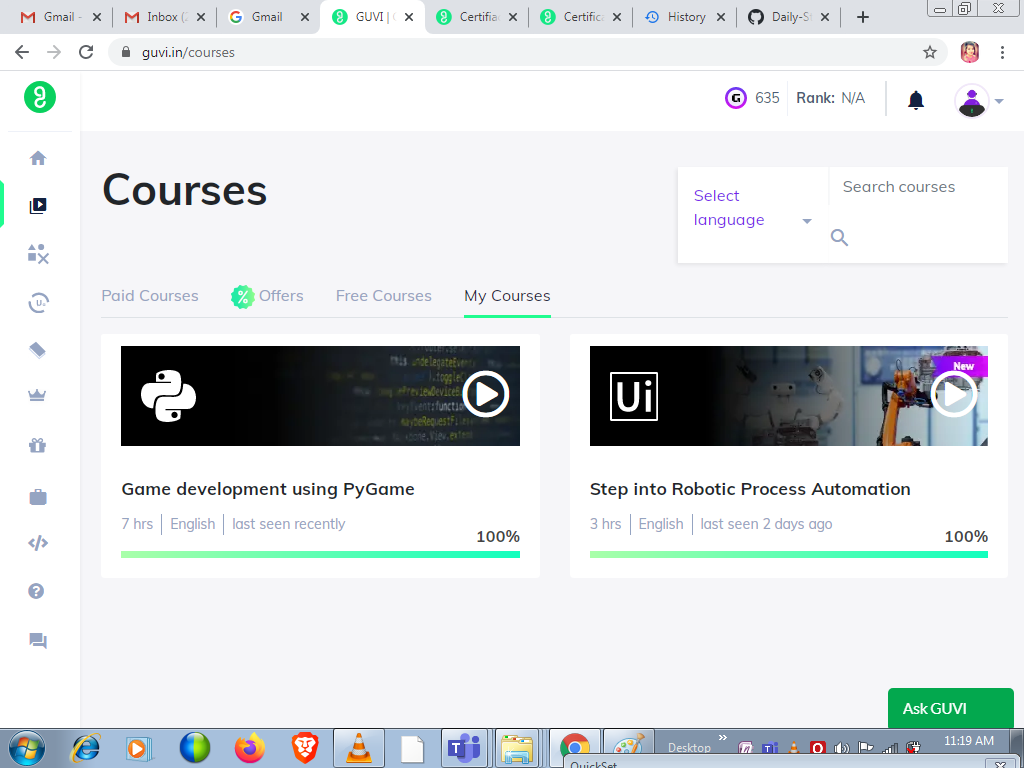 Gmail -
Inbox (2
Gmail
GUVI | 
Certifia
Certifica
History
Daily-S
guvi.in/courses
G
635
Rank: N/A
Courses
Select
language
Search courses
Paid Courses
% Offers
Free Courses
My Courses
New
Ui
Game development using PyGame
7 hrs
English
last seen recently
100%
Step into Robotic Process Automation
3 hrs
English
last seen 2 days ago
100%
Ask GUVI
Desktop
11:19 AM
QuickSet